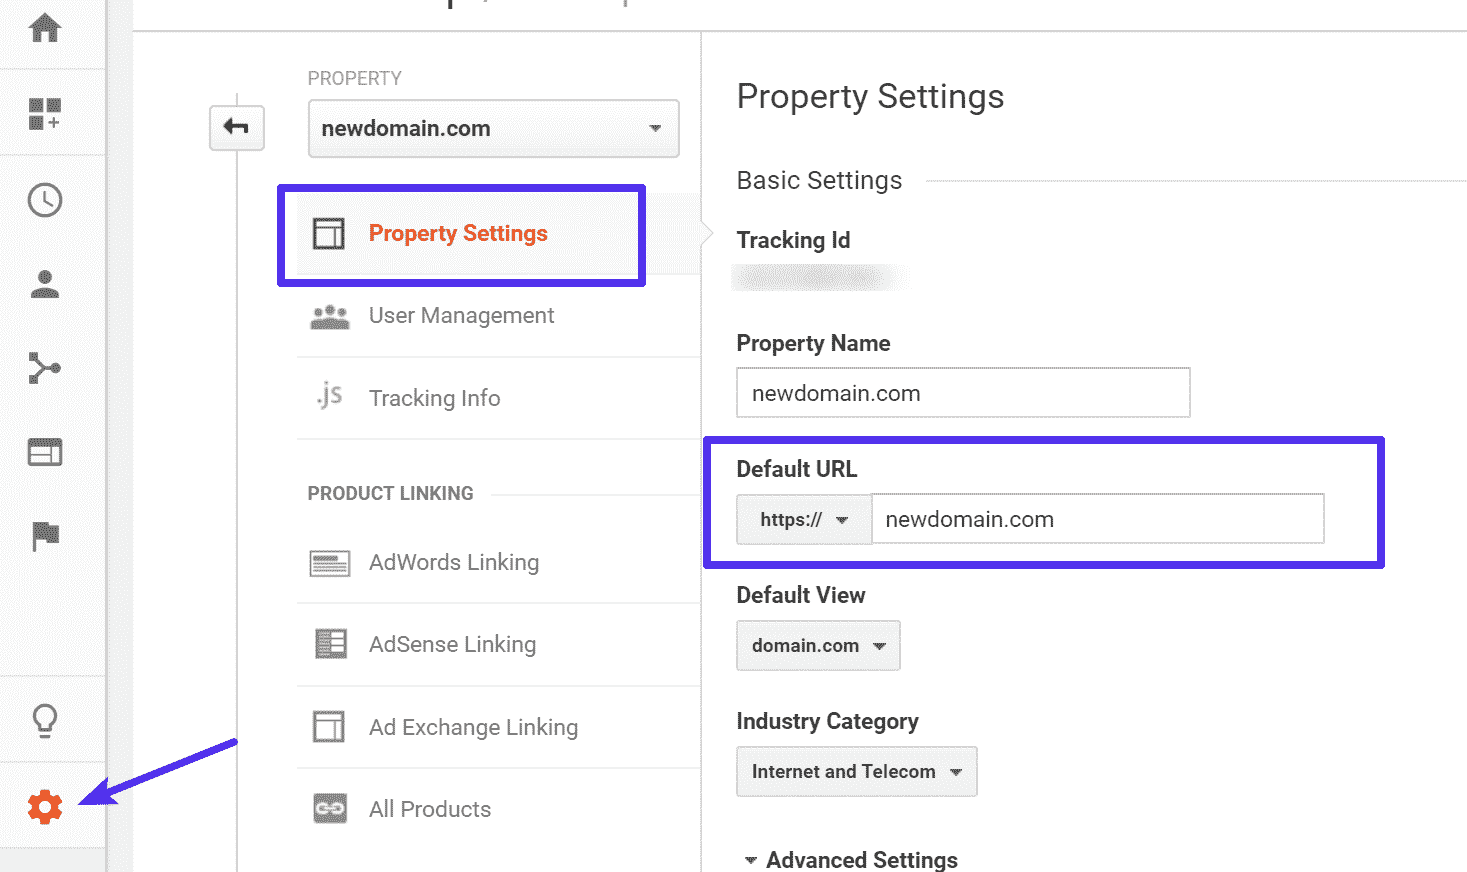 PROPERTY
newdomain.com
Property Settings
User Management
.js Tracking Info
PRODUCT LINKING
AdWords Linking
AdSense Linking
Ad Exchange Linking
All Products
Property Settings
Basic Settings
Tracking Id
Property Name
newdomain.com
Default URL
https:// newdomain.com
Default View
domain.com
Industry Category
Internet and Telecom
Advanced Settings